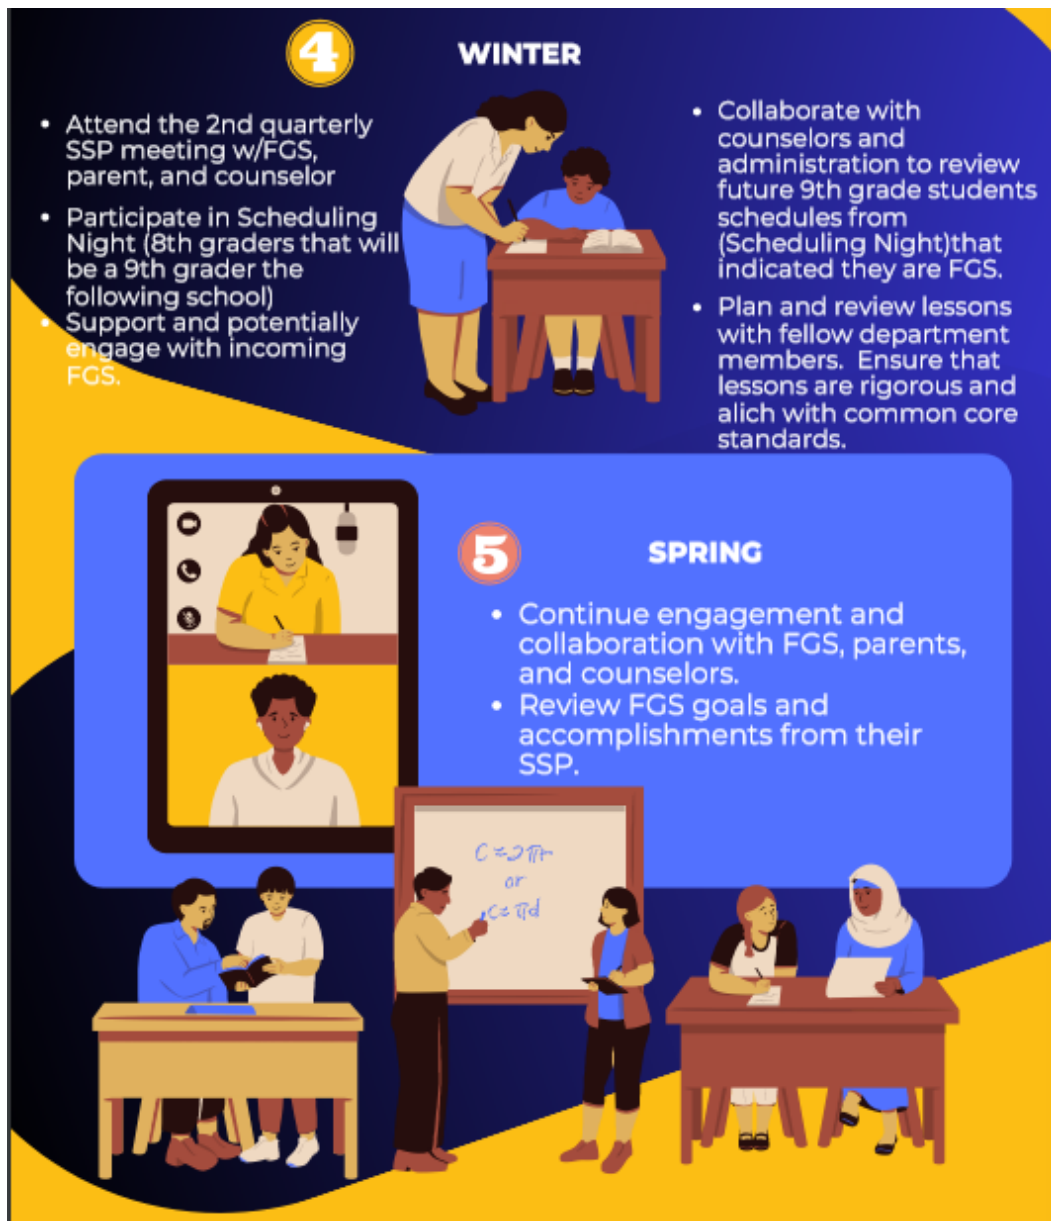 4
WINTER
• Attend the 2nd quarterly
SSP meeting w/FGS,
parent, and counselor
• Participate in Scheduling
Night (8th graders that will
be a 9th grader the
following school)
• Support and potentially
engage with incoming
FGS.
• Collaborate with
counselors and
administration to review
future 9th grade students
schedules from
(Scheduling Night)that
indicated they are FGS.
• Plan and review lessons
with fellow department
members. Ensure that
lessons are rigorous and
alich with common core
standards.
5
SPRING
• Continue engagement and
collaboration with FGS, parents,
and counselors.
• Review FGS goals and
accomplishments from their
SSP.
C≈2πr
or
C≈πd